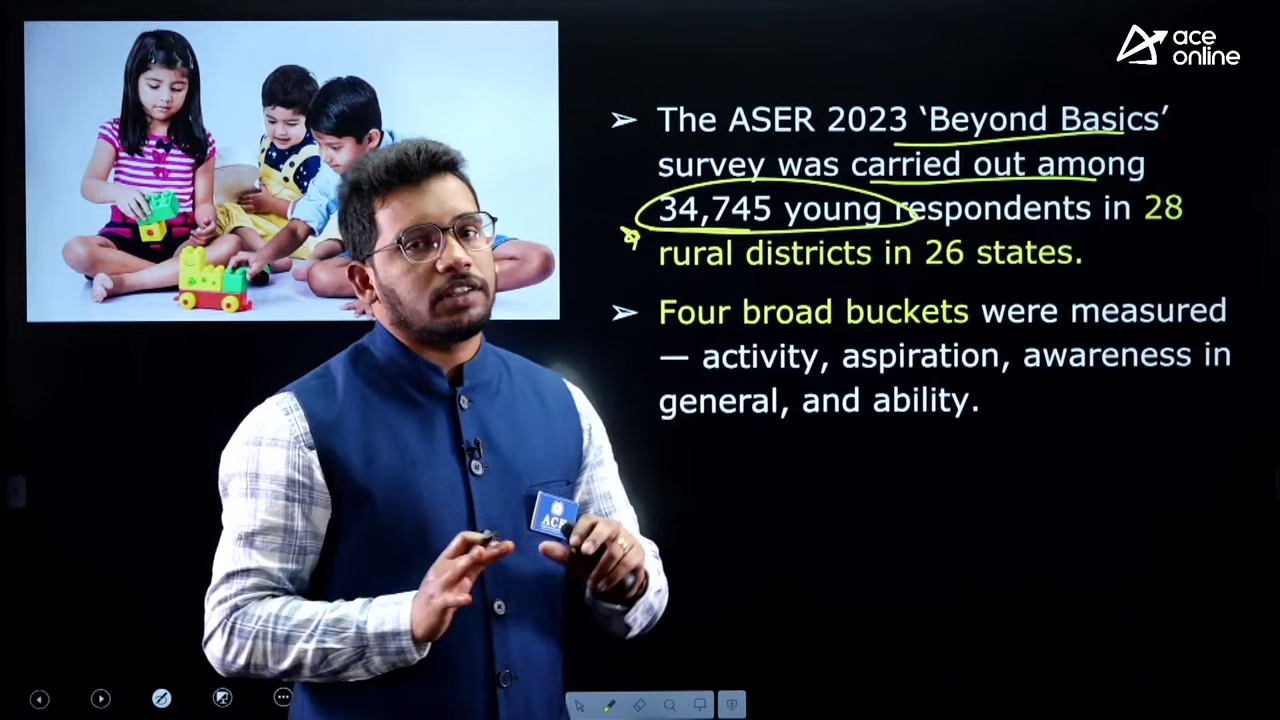 ace
online
➢ The ASER 2023 ‘Beyond Basics’
survey was carried out among
34,745 young respondents in 28
rural districts in 26 states.
➢ Four broad buckets were measured
— activity, aspiration, awareness in
general, and ability.
ACE